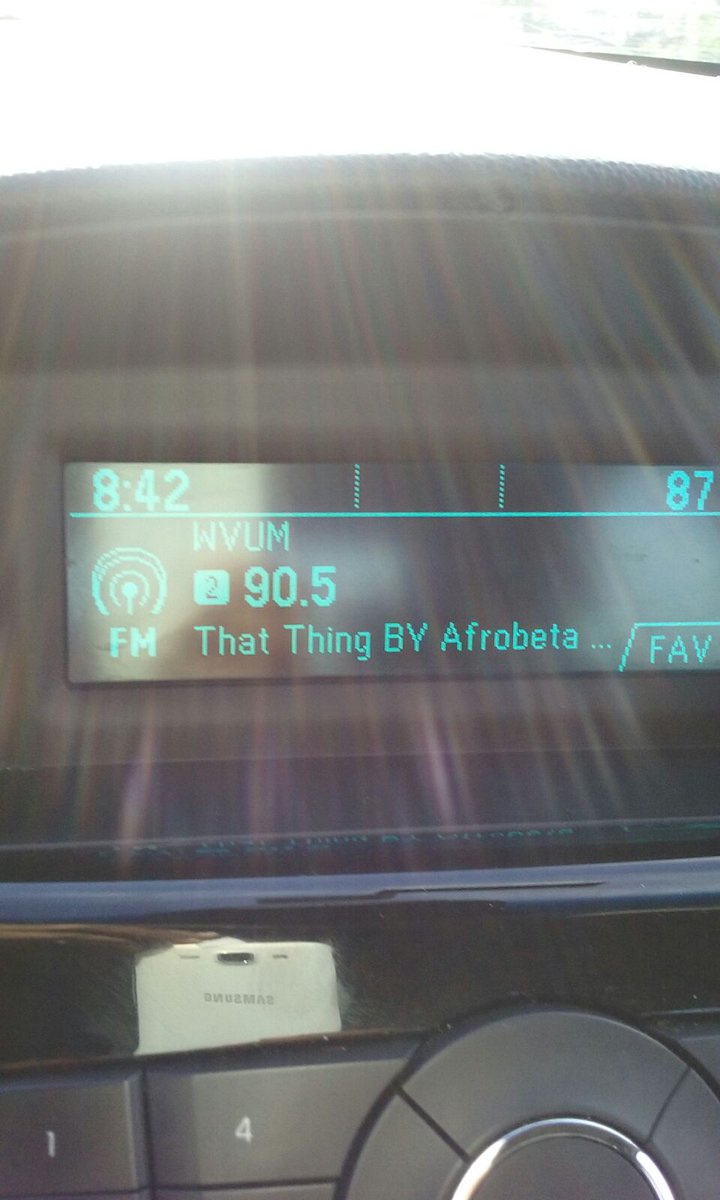 8:42 87
WVUM
2 90.5
FM That Thing BY Afrobeta ... FAV
SAMSUNG
1 4